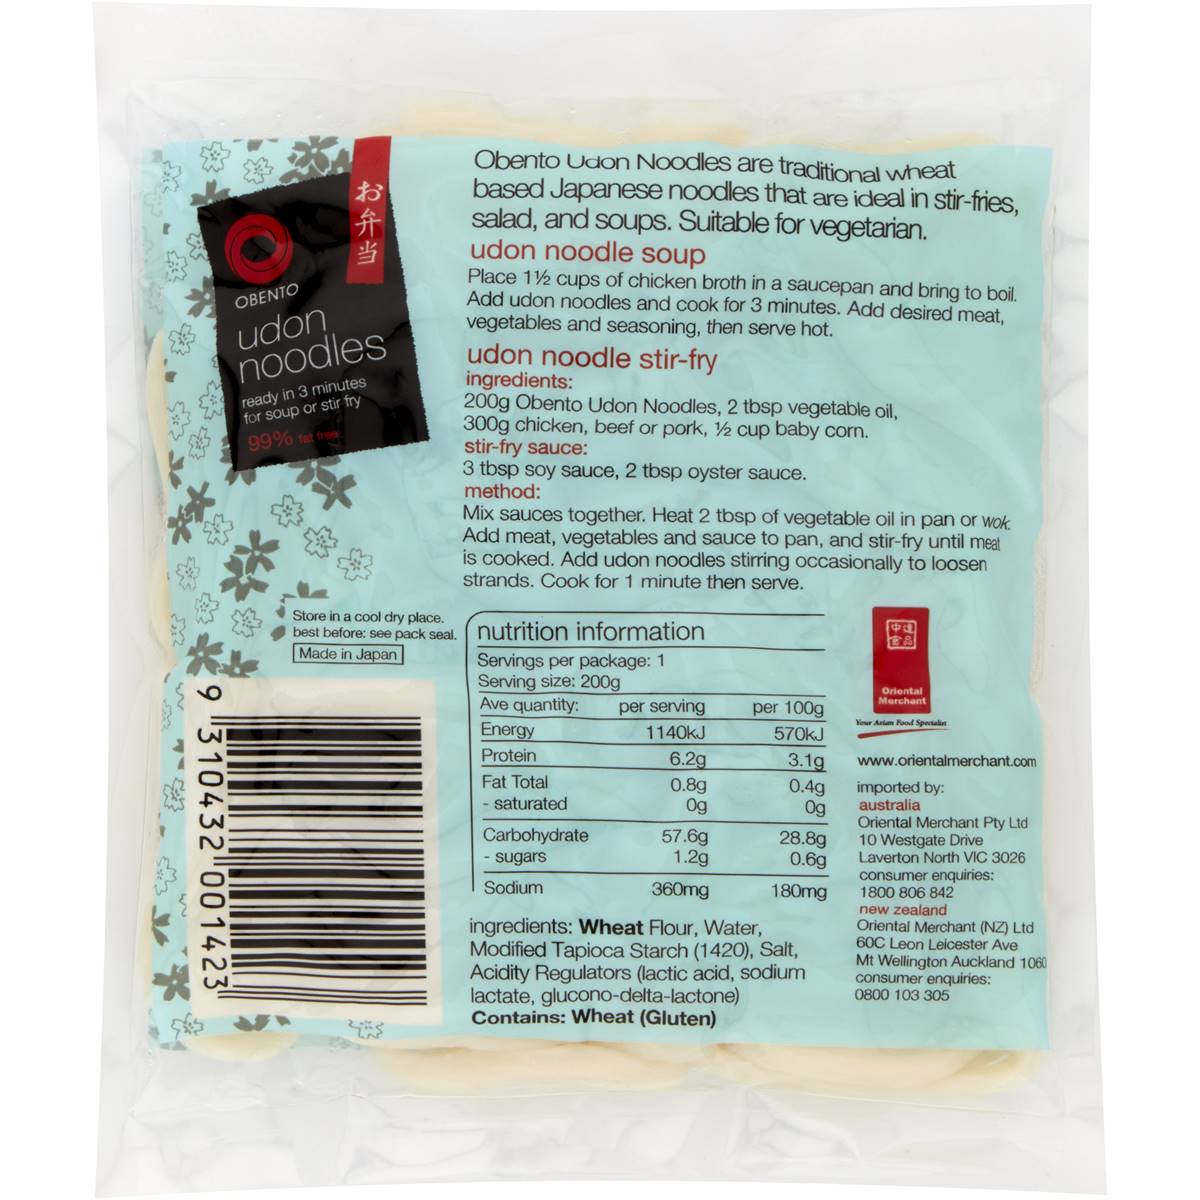 お弁当
OBENTO
udon
noodles
ready in 3 minutes
for soup or stir fry
99% fat free
Obento Udon Noodles are traditional wheat
based Japanese noodles that are ideal in stir-fries,
salad, and soups. Suitable for vegetarian.
udon noodle soup
Place 1½ cups of chicken broth in a saucepan and bring to boil.
Add udon noodles and cook for 3 minutes. Add desired meat,
vegetables and seasoning, then serve hot.
udon noodle stir-fry
ingredients:
200g Obento Udon Noodles, 2 tbsp vegetable oil,
300g chicken, beef or pork, ½ cup baby corn.
stir-fry sauce:
3 tbsp soy sauce, 2 tbsp oyster sauce.
method:
Mix sauces together. Heat 2 tbsp of vegetable oil in pan or wok.
Add meat, vegetables and sauce to pan, and stir-fry until meat
is cooked. Add udon noodles stirring occasionally to loosen
strands. Cook for 1 minute then serve.
Store in a cool dry place.
best before: see pack seal.
Made in Japan
9 310432 001423
nutrition information
Servings per package: 1
Serving size: 200g
Ave quantity: per serving per 100g
Energy 1140kJ 570kJ
Protein 6.2g 3.1g
Fat Total 0.8g 0.4g
- saturated 0g 0g
Carbohydrate 57.6g 28.8g
- sugars 1.2g 0.6g
Sodium 360mg 180mg
ingredients: Wheat Flour, Water,
Modified Tapioca Starch (1420), Salt,
Acidity Regulators (lactic acid, sodium
lactate, glucono-delta-lactone)
Contains: Wheat (Gluten)
中達
食品
Oriental
Merchant
Your Asian Food Specialist
www.orientalmerchant.com
imported by:
australia
Oriental Merchant Pty Ltd
10 Westgate Drive
Laverton North VIC 3026
consumer enquiries:
1800 806 842
new zealand
Oriental Merchant (NZ) Ltd
60C Leon Leicester Ave
Mt Wellington Auckland 1060
consumer enquiries:
0800 103 305